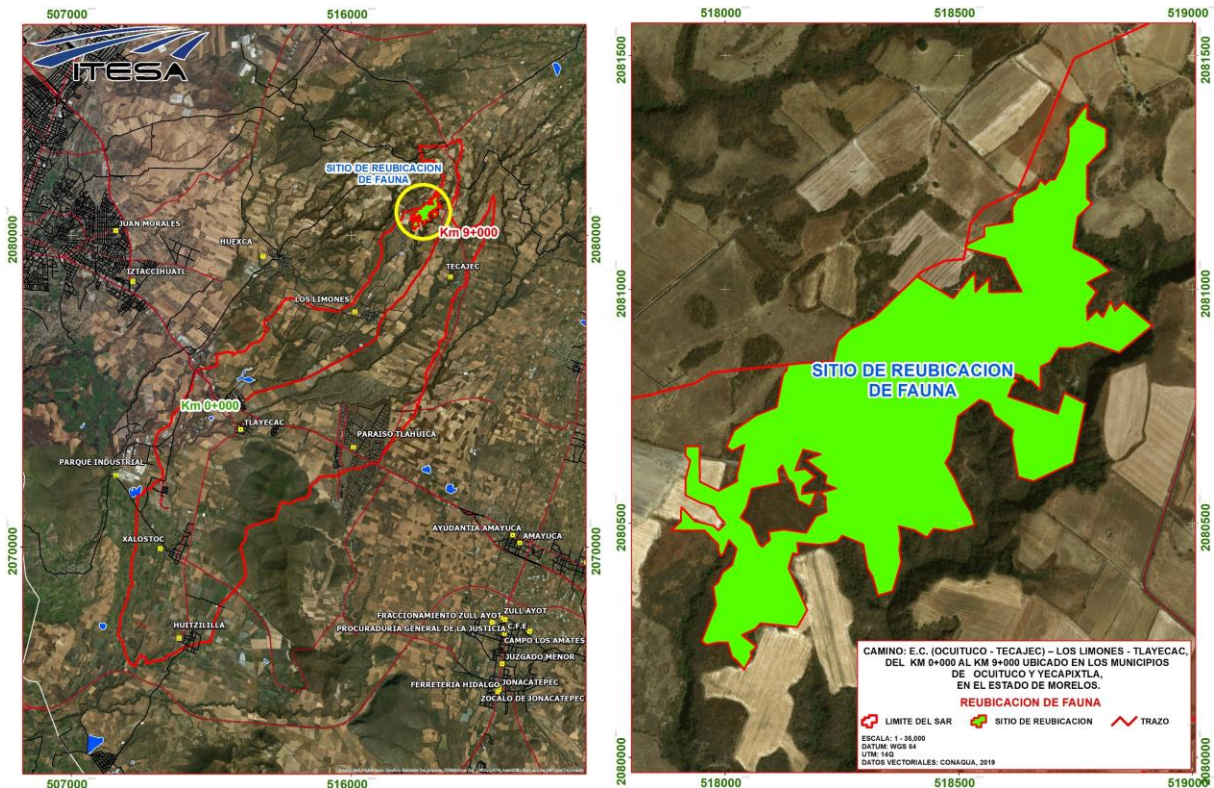 507000
516000
518000
518500
519000
ITESA
2081500
2081500
SITIO DE REUBICACION
DE FAUNA
2080000
2080000
JUAN MORALES
HUEXCA
Km 9+000
IZTACCIHUATL
TECAJEC
LOS LIMONES
2081000
2081000
SITIO DE REUBICACION
DE FAUNA
Km 0+000
TLAYECAC
PARAISO TLAHUICA
PARQUE INDUSTRIAL
2080500
2080500
2070000
2070000
XALOSTOC
AYUDANTIA AMAYUCA
AMAYUCA
HUITZILILLA
FRACCIONAMIENTO ZULL AYOT
ZULL AYOT
PROCURADURIA GENERAL DE LA JUSTICIA
C.F.E
CAMPO LOS AMATES
JUZGADO MENOR
FERRETERIA HIDALGO
JONACATEPEC
ZOCALO DE JONACATEPEC
CAMINO: E.C. (OCUITUCO - TECAJEC) – LOS LIMONES - TLAYECAC,
DEL KM 0+000 AL KM 9+000 UBICADO EN LOS MUNICIPIOS
DE OCUITUCO Y YECAPIXTLA,
EN EL ESTADO DE MORELOS.
REUBICACION DE FAUNA
LIMITE DEL SAR
SITIO DE REUBICACION
TRAZO
ESCALA: 1 - 35,000
DATUM: WGS 84
UTM: 14Q
DATOS VECTORIALES: CONAGUA, 2019
2080000
2080000
507000
516000
518000
518500
519000